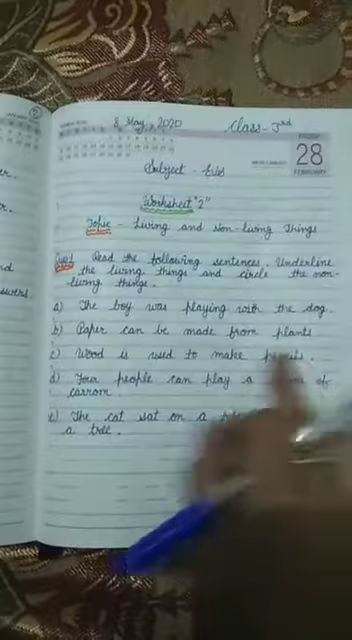 8 May, 2020 Class - 3rd
FRIDAY
28
FEBRUARY
Subject - EVS
Worksheet "2"
Topic - Living and Non-living Things
Read the following sentences. Underline
the living things and circle the non-
living things.
a) The boy was playing with the dog.
b) Paper can be made from plants
c) Wood is used to make
d) Four people can play a of
carrom.
e) The cat sat on a
a tree.